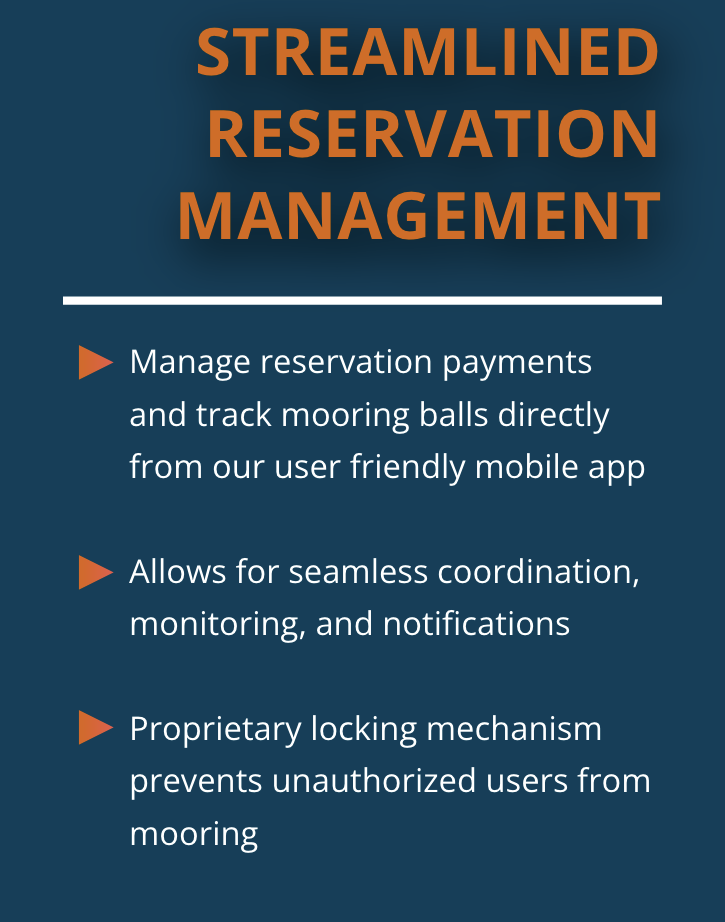 STREAMLINED
RESERVATION
MANAGEMENT
Manage reservation payments
and track mooring balls directly
from our user friendly mobile app
Allows for seamless coordination,
monitoring, and notifications
Proprietary locking mechanism
prevents unauthorized users from
mooring